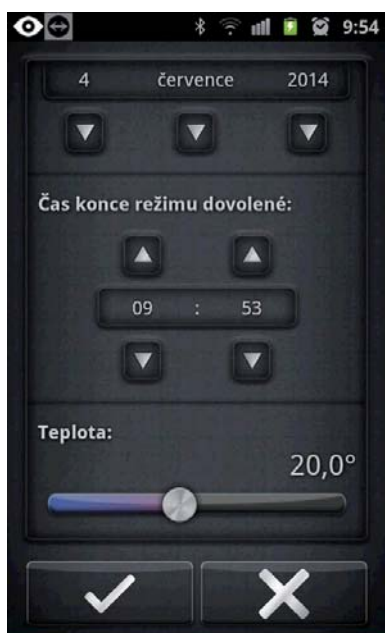 9:54
4 července 2014
Čas konce režimu dovolené:
09 : 53
Teplota:
20,0°